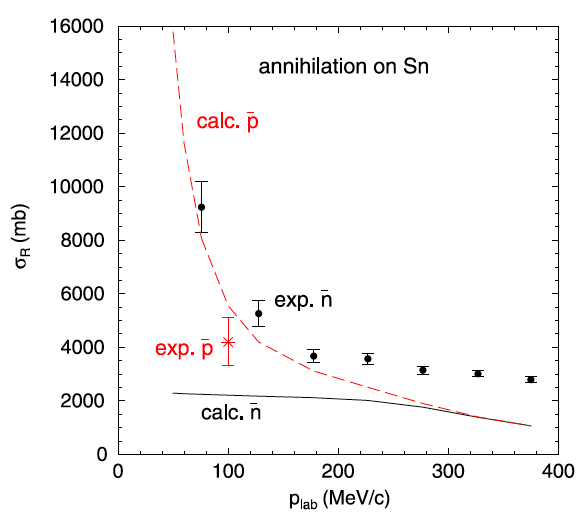 16000
14000
12000
10000
8000
6000
4000
2000
0
σR (mb)
annihilation on Sn
calc. p̄
exp. n̄
exp. p̄
calc. n̄
0 100 200 300 400
plab (MeV/c)